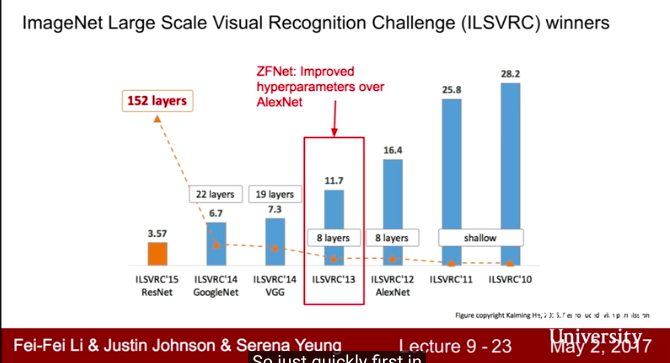 ImageNet Large Scale Visual Recognition Challenge (ILSVRC) winners
ZFNet: Improved
hyperparameters over
AlexNet
28.2
25.8
152 layers
16.4
22 layers
19 layers
11.7
6.7
7.3
3.57
8 layers
8 layers
shallow
ILSVRC'15
ResNet
ILSVRC'14
GoogleNet
ILSVRC'14
VGG
ILSVRC'13
ILSVRC'12
AlexNet
ILSVRC'11
ILSVRC'10
Figure copyright Kaiming He,
University
Fei-Fei Li & Justin Johnson & Serena Yeung
Lecture 9 - 23
May 2, 2017
So just quickly first in